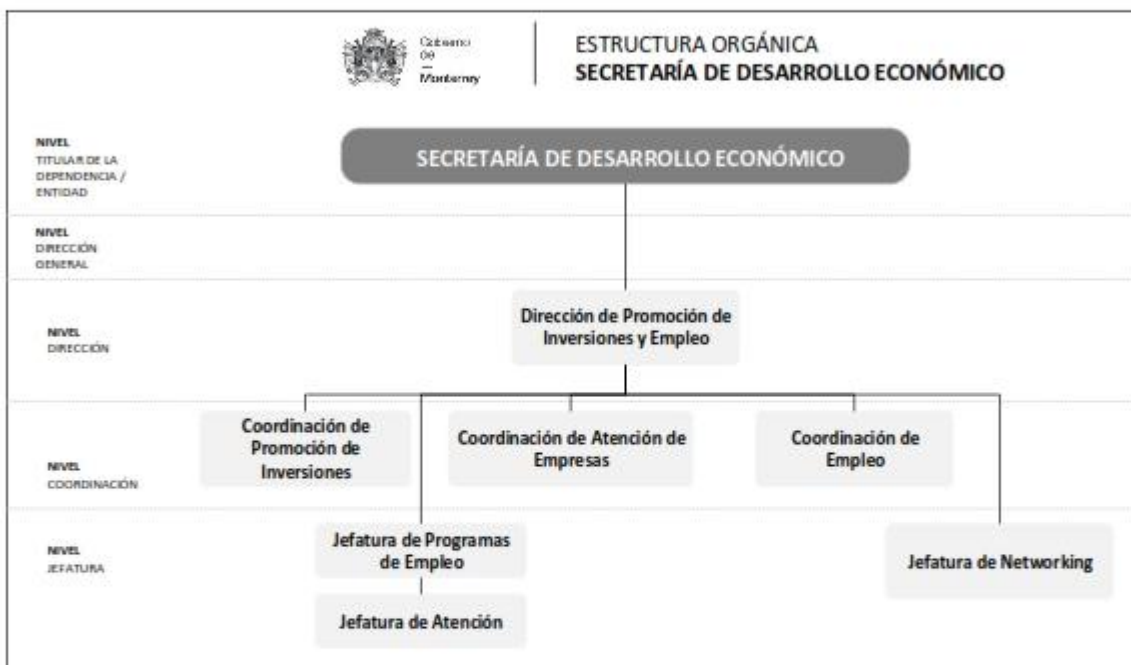 Gobierno
de
—
Monterrey
ESTRUCTURA ORGÁNICA
SECRETARÍA DE DESARROLLO ECONÓMICO
NIVEL
TITULAR DE LA
DEPENDENCIA /
ENTIDAD
SECRETARÍA DE DESARROLLO ECONÓMICO
NIVEL
DIRECCIÓN
GENERAL
NIVEL
DIRECCIÓN
Dirección de Promoción de
Inversiones y Empleo
NIVEL
COORDINACIÓN
Coordinación de
Promoción de
Inversiones
Coordinación de Atención de
Empresas
Coordinación de
Empleo
NIVEL
JEFATURA
Jefatura de Programas
de Empleo
Jefatura de Networking
Jefatura de Atención